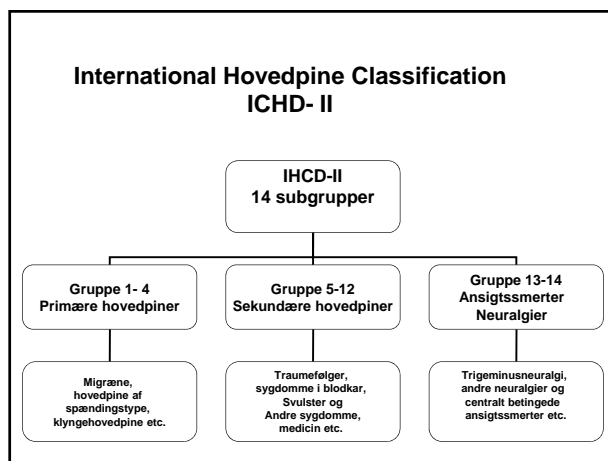 International Hovedpine Classification
ICHD- II
IHCD-II
14 subgrupper
Gruppe 1- 4
Primære hovedpiner
Gruppe 5-12
Sekundære hovedpiner
Gruppe 13-14
Ansigtssmerter
Neuralgier
Migræne,
hovedpine af
spændingstype,
klyngehovedpine etc.
Traumefølger,
sygdomme i blodkar,
Svulster og
Andre sygdomme,
medicin etc.
Trigeminusneuralgi,
andre neuralgier og
centralt betingede
ansigtssmerter etc.